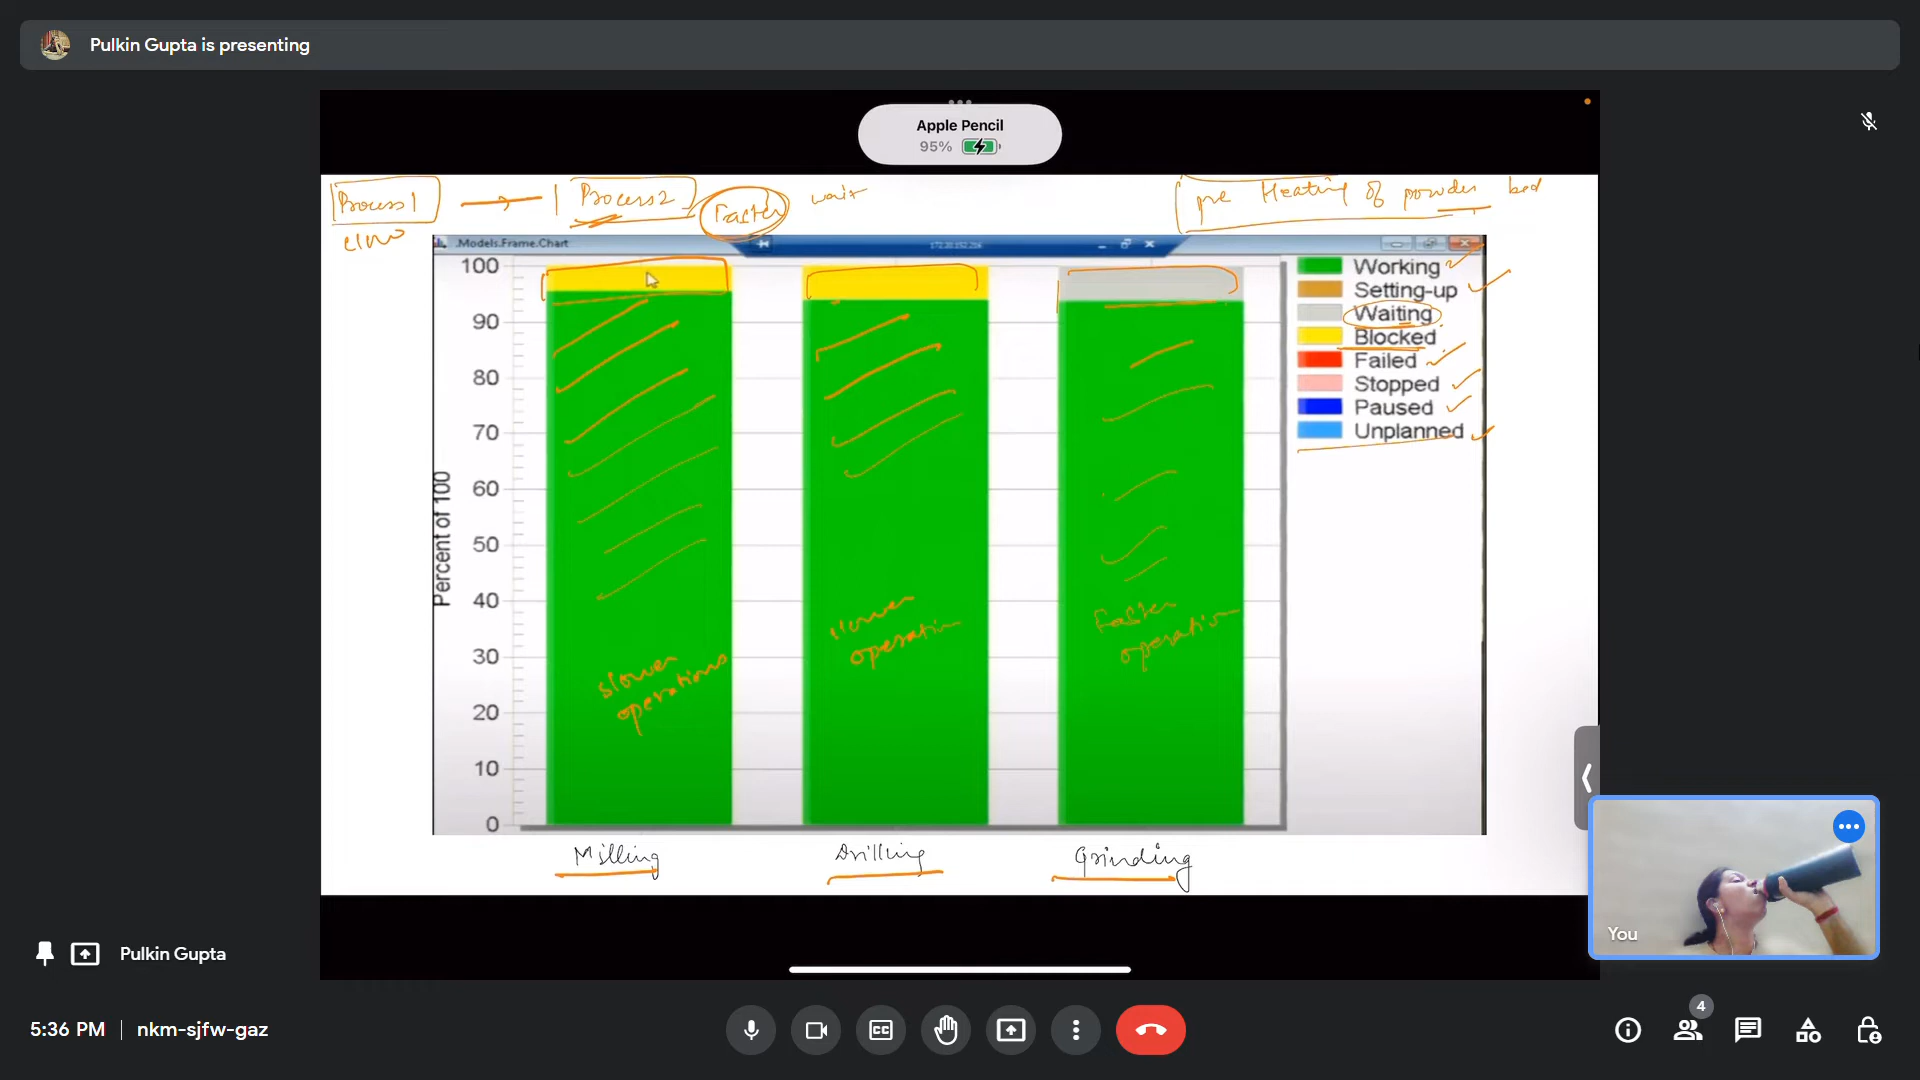 Pulkin Gupta is presenting
Apple Pencil
95%
Process 1
Process 2
Faster
wait
pre Heating of powder bed
slow
.Models.Frame.Chart
100
90
80
70
60
50
40
30
20
10
0
Percent of 100
Working
Setting-up
Waiting
Blocked
Failed
Stopped
Paused
Unplanned
slower
operations
slower
operation
Faster
operation
Milling
Drilling
Grinding
You
Pulkin Gupta
5:36 PM
nkm-sjfw-gaz
CC
4